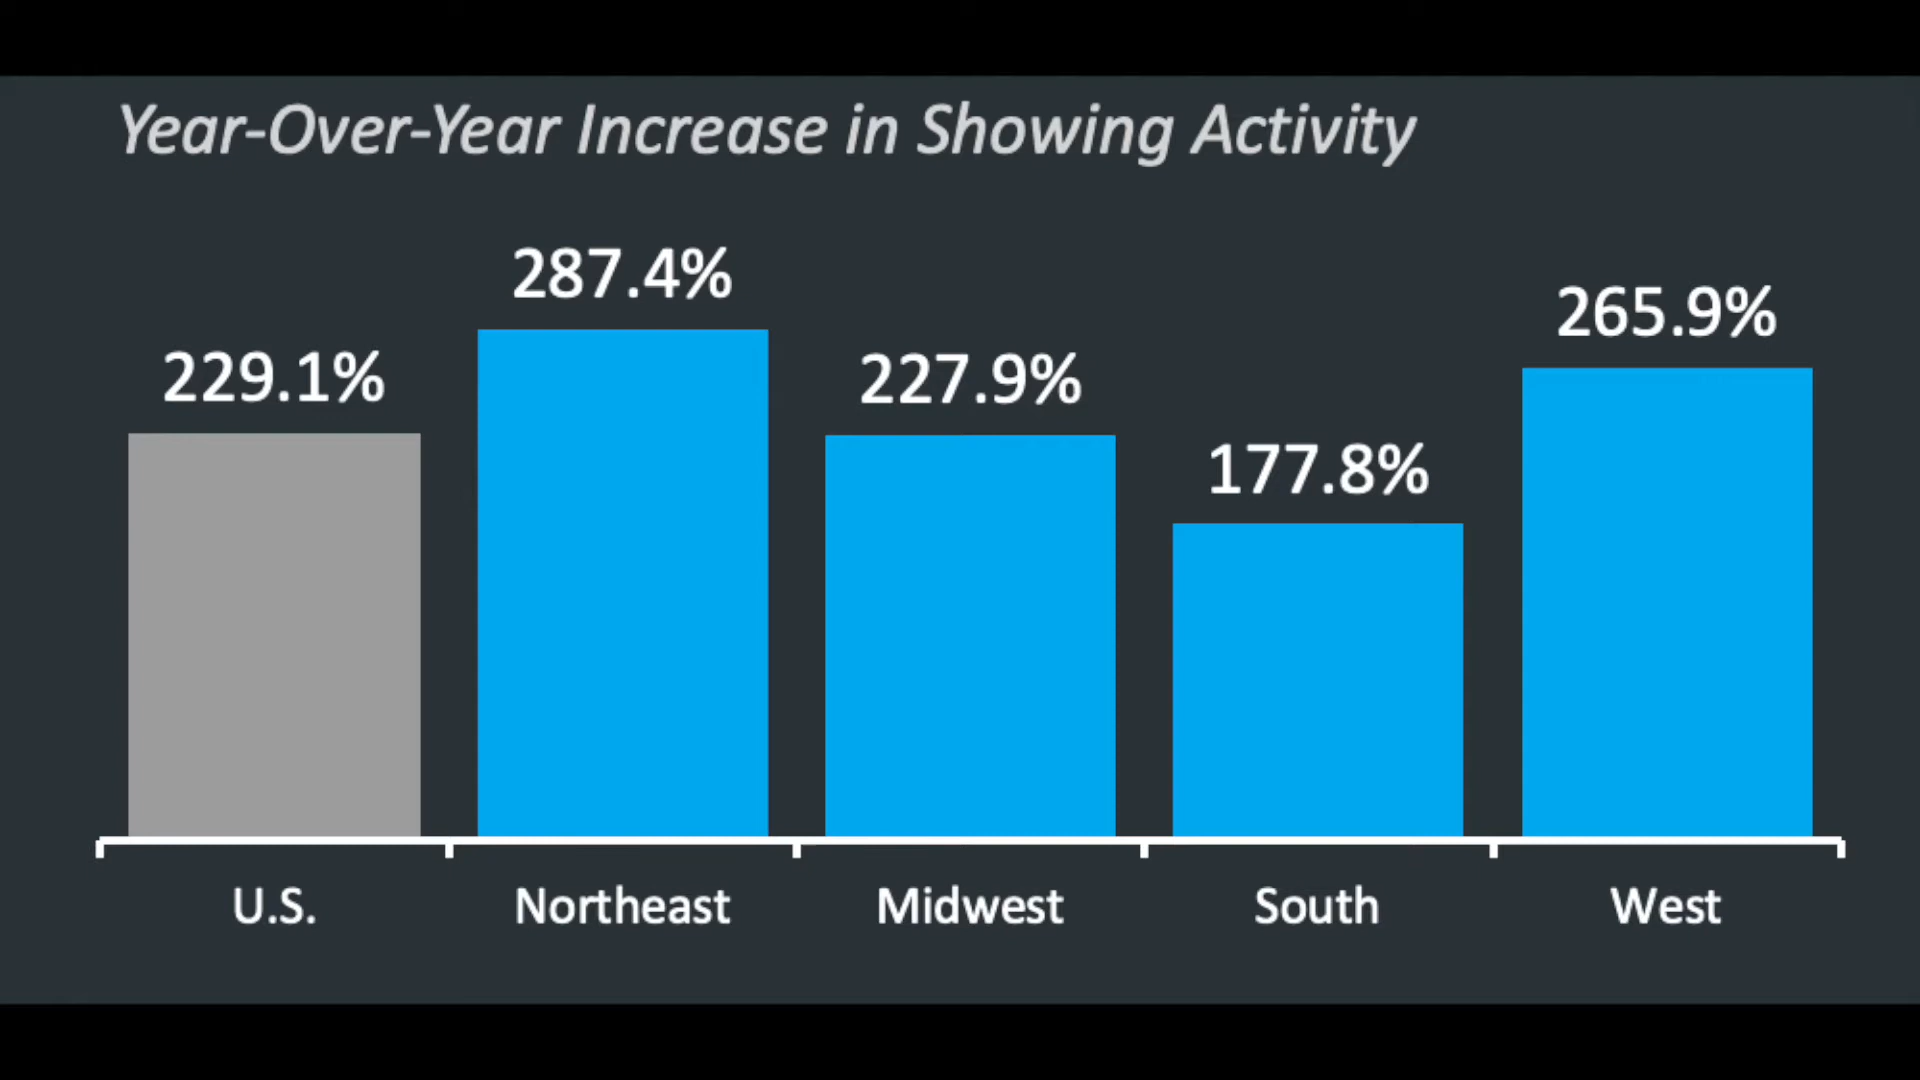 Year-Over-Year Increase in Showing Activity
229.1%
287.4%
227.9%
177.8%
265.9%
U.S.
Northeast
Midwest
South
West